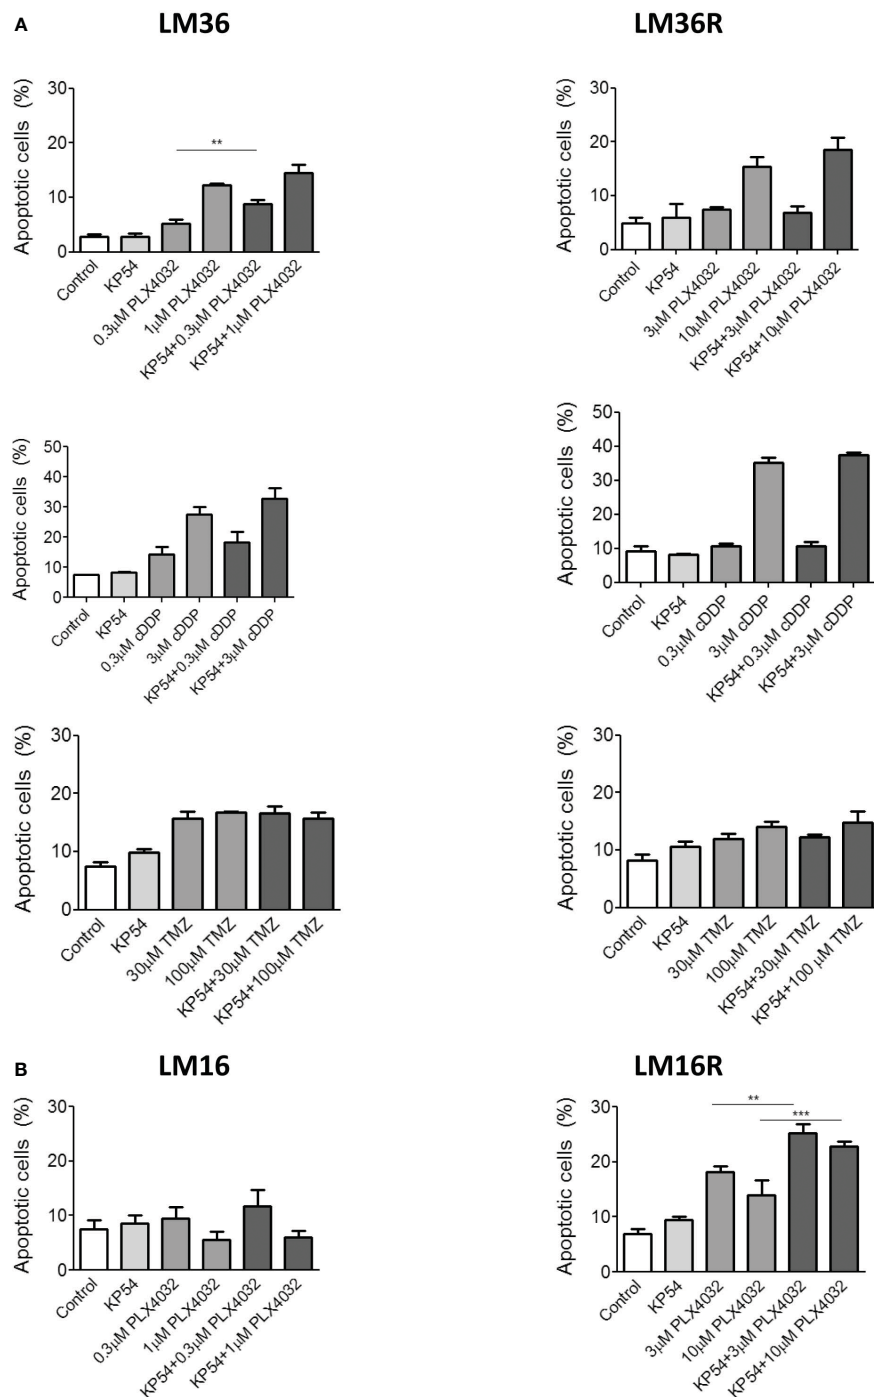 A
LM36
LM36R
Apoptotic cells (%)
30
20
10
0
**
Control
KP54
0.3μM PLX4032
1μM PLX4032
KP54+0.3μM PLX4032
KP54+1μM PLX4032
Apoptotic cells (%)
30
20
10
0
Control
KP54
3μM PLX4032
10μM PLX4032
KP54+3μM PLX4032
KP54+10μM PLX4032
Apoptotic cells (%)
50
40
30
20
10
0
Control
KP54
0.3μM cDDP
3μM cDDP
KP54+0.3μM cDDP
KP54+3μM cDDP
Apoptotic cells (%)
50
40
30
20
10
0
Control
KP54
0.3μM cDDP
3μM cDDP
KP54+0.3μM cDDP
KP54+3μM cDDP
Apoptotic cells (%)
30
20
10
0
Control
KP54
30μM TMZ
100μM TMZ
KP54+30μM TMZ
KP54+100μM TMZ
Apoptotic cells (%)
30
20
10
0
Control
KP54
30μM TMZ
100μM TMZ
KP54+30μM TMZ
KP54+100 μM TMZ
B
LM16
LM16R
Apoptotic cells (%)
30
20
10
0
Control
KP54
0.3μM PLX4032
1μM PLX4032
KP54+0.3μM PLX4032
KP54+1μM PLX4032
Apoptotic cells (%)
30
20
10
0
**
***
Control
KP54
3μM PLX4032
10μM PLX4032
KP54+3μM PLX4032
KP54+10μM PLX4032